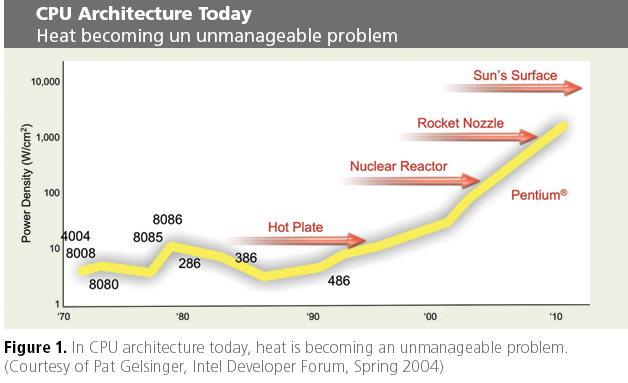 CPU Architecture Today
Heat becoming un unmanageable problem
Sun's Surface
10,000
Rocket Nozzle
1,000
Nuclear Reactor
Power Density (W/cm²)
100
Pentium®
8086
Hot Plate
4004
8085
10
8008
286
386
8080
486
1
'70
'80
'90
'00
'10
Figure 1. In CPU architecture today, heat is becoming an unmanageable problem.
(Courtesy of Pat Gelsinger, Intel Developer Forum, Spring 2004)